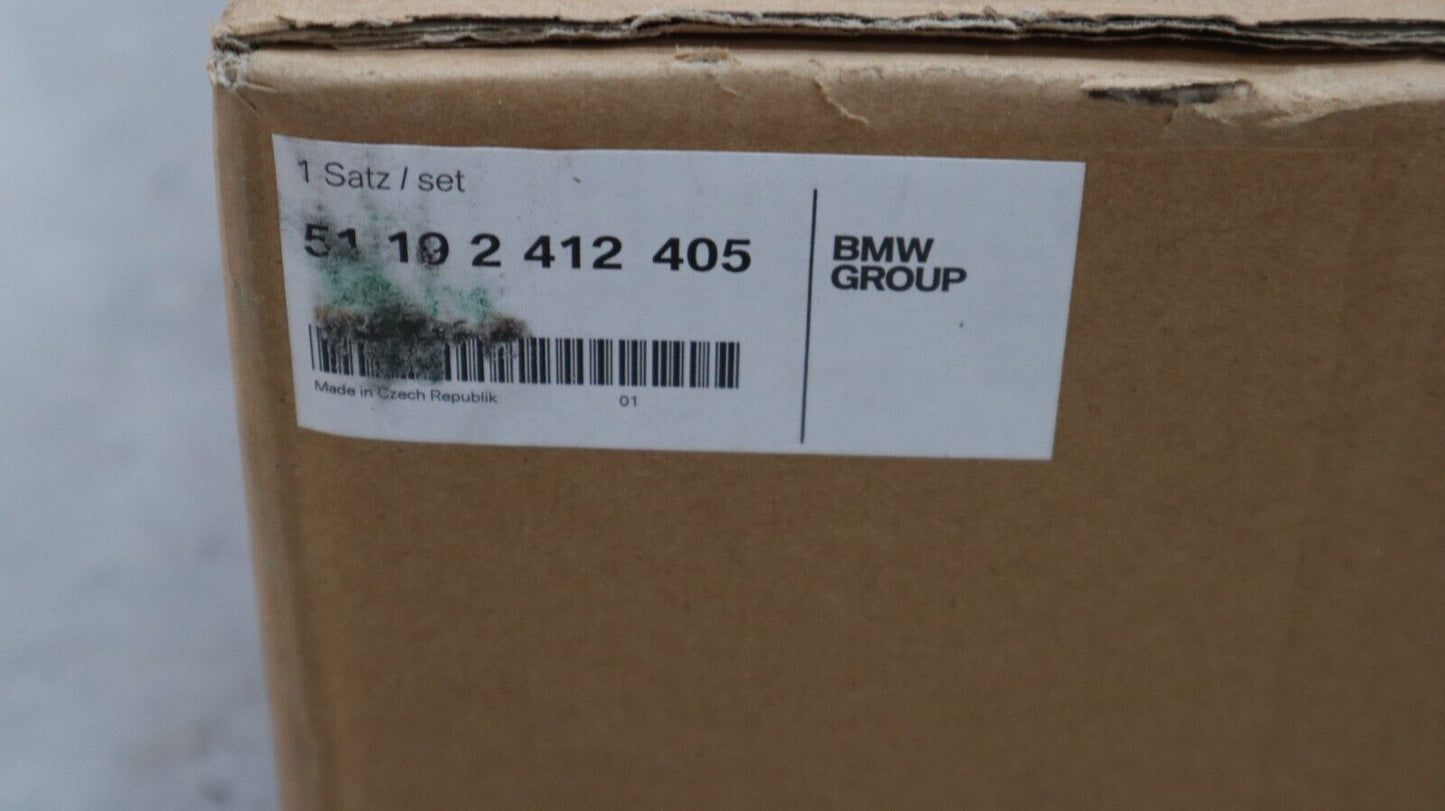 1 Satz / set
51 19 2 412 405
Made in Czech Republik
01
BMW
GROUP